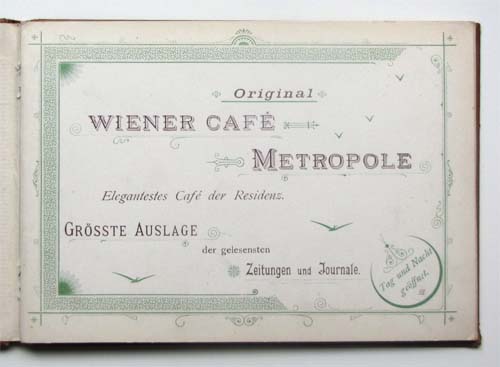 Original
WIENER CAFÉ
METROPOLE
Elegantestes Café der Residenz.
GRÖSSTE AUSLAGE
der gelesensten
Zeitungen und Journale.
Tag und Nacht
geöffnet.